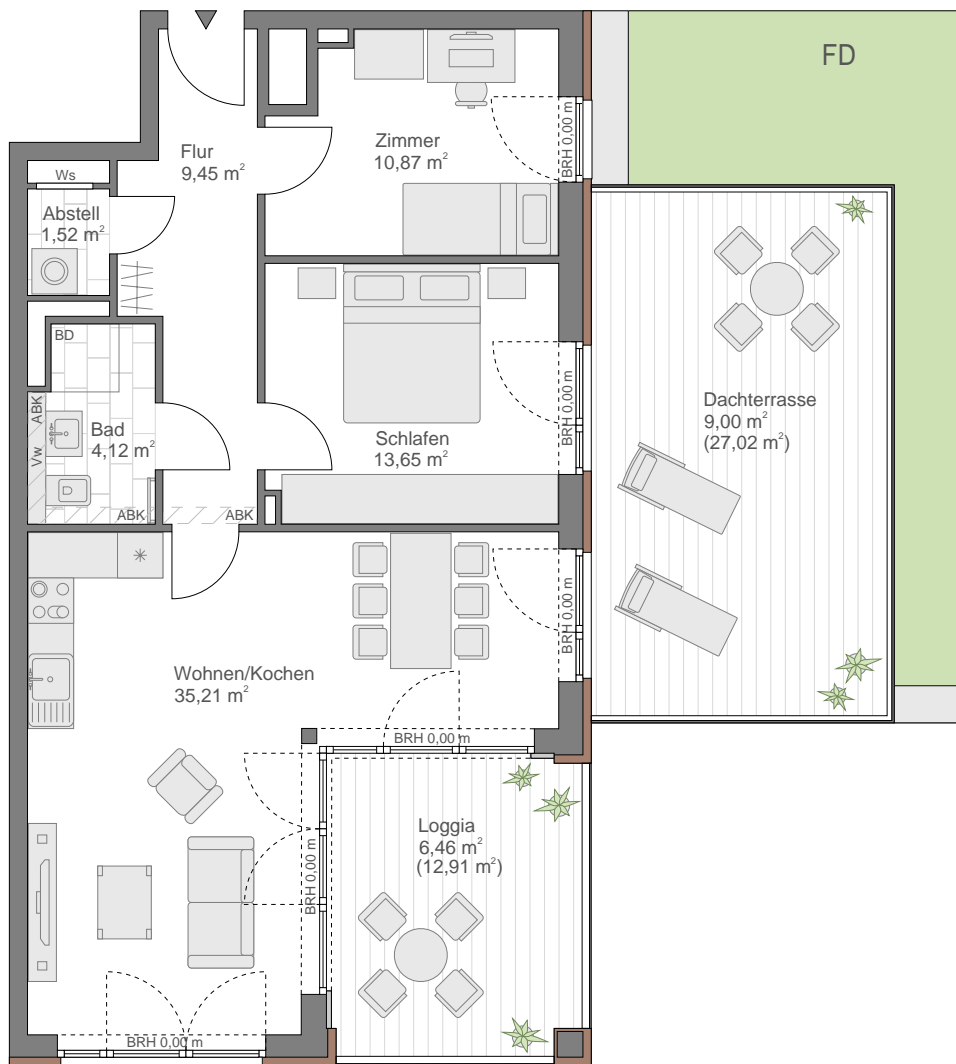 FD
Zimmer
10,87 m²
BRH 0,00 m
Flur
9,45 m²
Ws
Abstell
1,52 m²
BD
ABK
Vw
Bad
4,12 m²
ABK
ABK
Schlafen
13,65 m²
BRH 0,00 m
Dachterrasse
9,00 m²
(27,02 m²)
BRH 0,00 m
Wohnen/Kochen
35,21 m²
BRH 0,00 m
Loggia
6,46 m²
(12,91 m²)
BRH 0,00 m
BRH 0,00 m